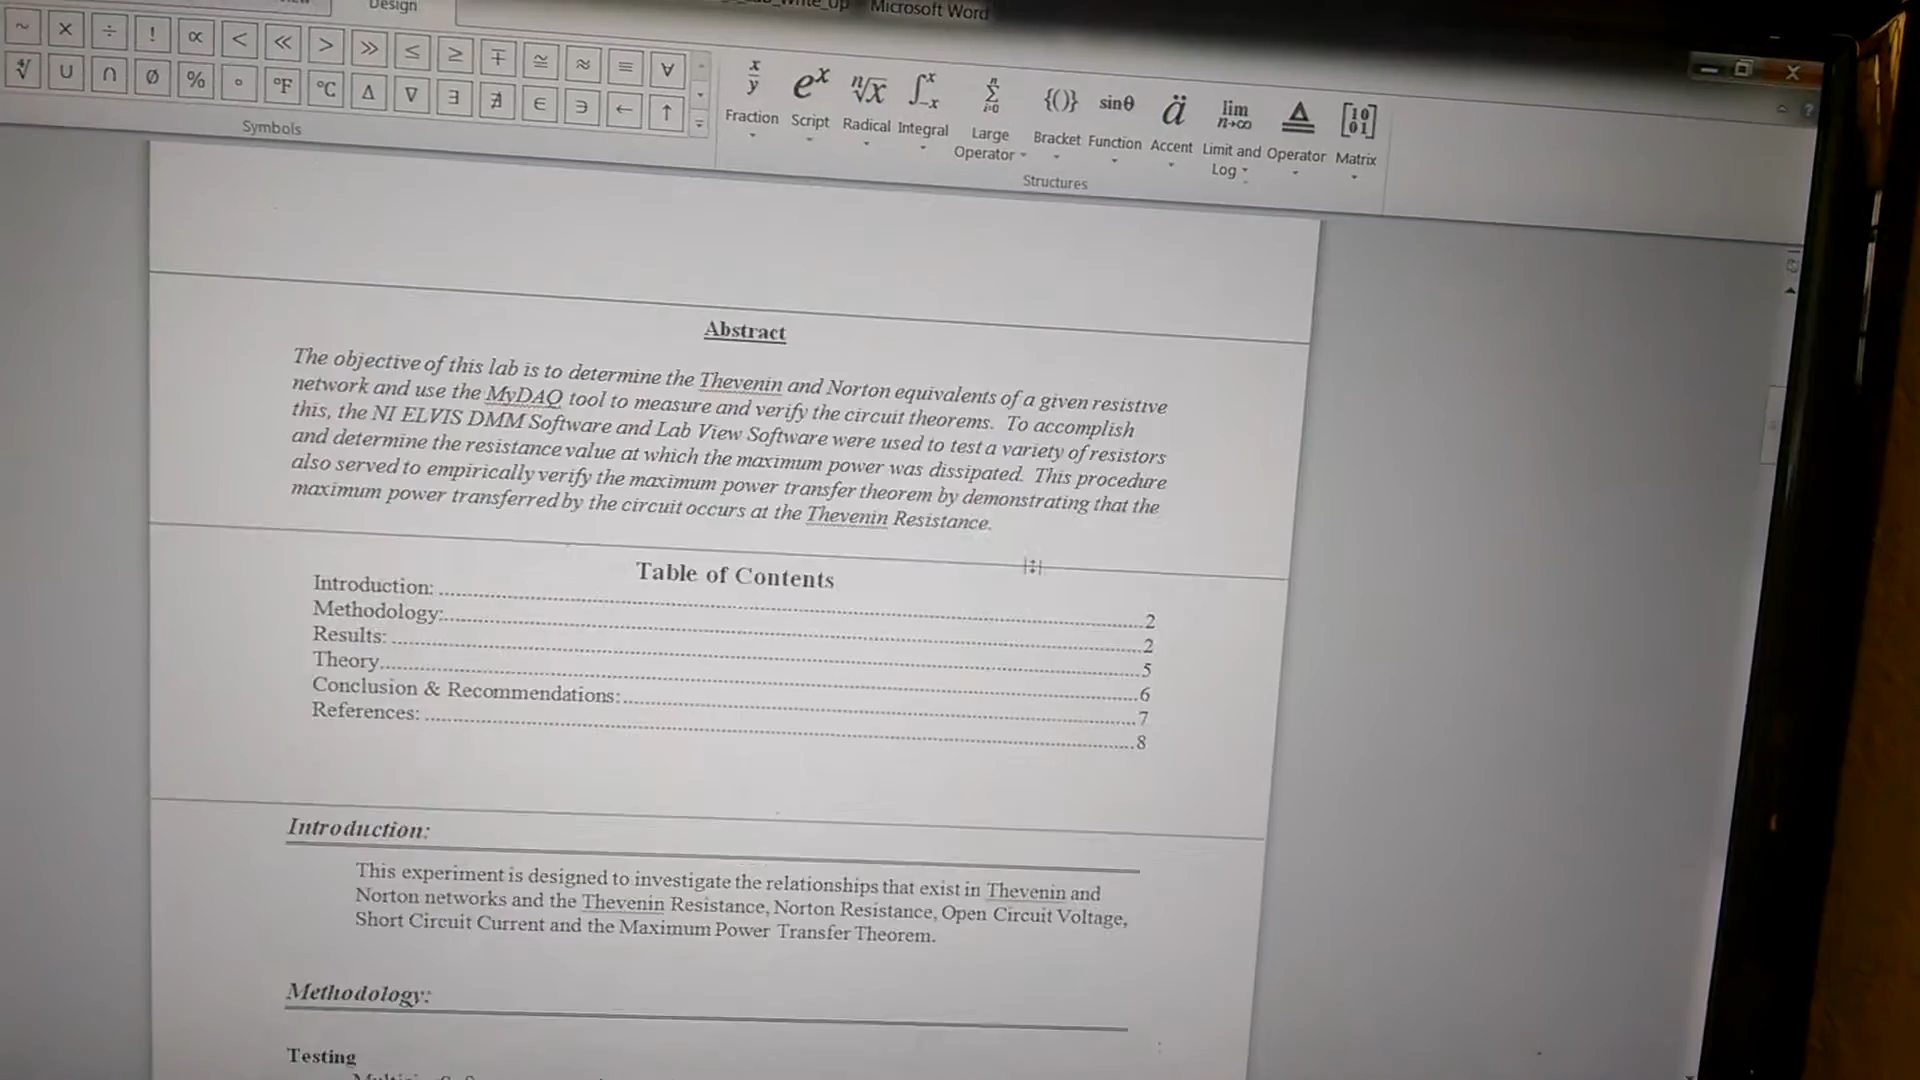 Design
Microsoft Word
~ × ÷ ! ∝ < ≪ > ≫ ≤ ≥ ∓ ≅ ≈ ≡ ∀
∜ ∪ ∩ ∅ % ° °F °C ∆ ∇ ∃ ∄ ∈ ∋ ← ↑
Symbols
x/y eˣ ⁿ√x ∫ˣ₋ₓ Σ {()} sinθ ä lim n→∞ ≜ [10 01]
Fraction Script Radical Integral Large Operator Bracket Function Accent Limit and Log Operator Matrix
Structures
Abstract
The objective of this lab is to determine the Thevenin and Norton equivalents of a given resistive
network and use the MyDAQ tool to measure and verify the circuit theorems. To accomplish
this, the NI ELVIS DMM Software and Lab View Software were used to test a variety of resistors
and determine the resistance value at which the maximum power was dissipated. This procedure
also served to empirically verify the maximum power transfer theorem by demonstrating that the
maximum power transferred by the circuit occurs at the Thevenin Resistance.
Table of Contents
Introduction: 2
Methodology: 2
Results: 5
Theory 6
Conclusion & Recommendations: 7
References: 8
Introduction:
This experiment is designed to investigate the relationships that exist in Thevenin and
Norton networks and the Thevenin Resistance, Norton Resistance, Open Circuit Voltage,
Short Circuit Current and the Maximum Power Transfer Theorem.
Methodology:
Testing